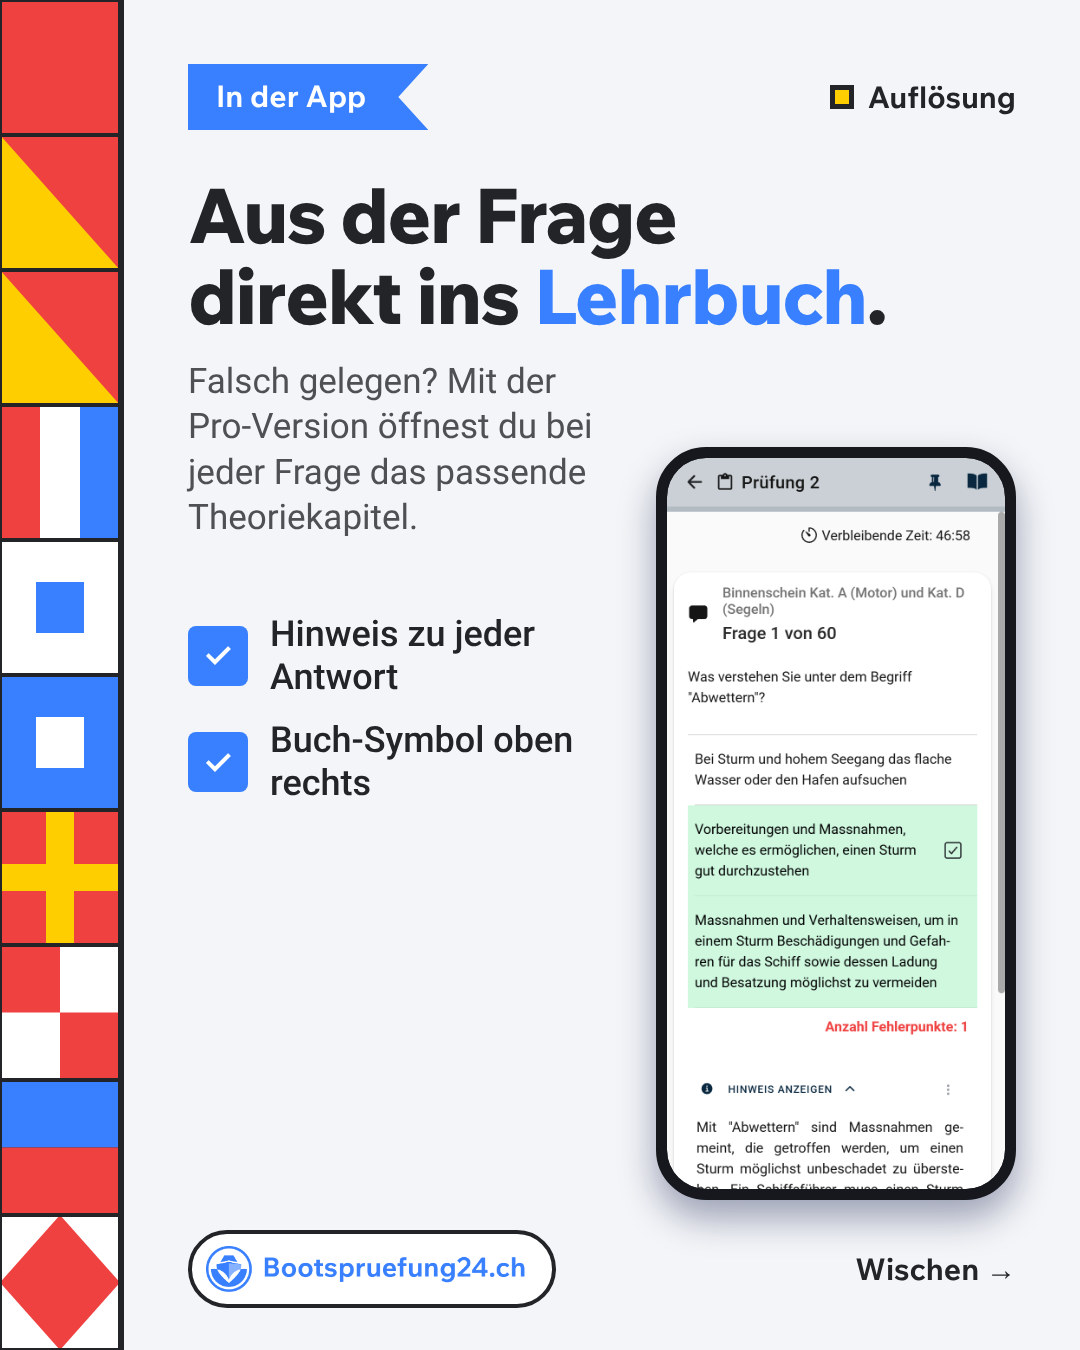 In der App
Auflösung
Aus der Frage
direkt ins Lehrbuch.
Falsch gelegen? Mit der
Pro-Version öffnest du bei
jeder Frage das passende
Theoriekapitel.
Hinweis zu jeder
Antwort
Buch-Symbol oben
rechts
← Prüfung 2
Verbleibende Zeit: 46:58
Binnenschein Kat. A (Motor) und Kat. D
(Segeln)
Frage 1 von 60
Was verstehen Sie unter dem Begriff
"Abwettern"?
Bei Sturm und hohem Seegang das flache
Wasser oder den Hafen aufsuchen
Vorbereitungen und Massnahmen,
welche es ermöglichen, einen Sturm
gut durchzustehen
Massnahmen und Verhaltensweisen, um in
einem Sturm Beschädigungen und Gefah-
ren für das Schiff sowie dessen Ladung
und Besatzung möglichst zu vermeiden
Anzahl Fehlerpunkte: 1
HINWEIS ANZEIGEN
Mit "Abwettern" sind Massnahmen ge-
meint, die getroffen werden, um einen
Sturm möglichst unbeschadet zu überste-
hen. Ein Schiffsführer muss einen Sturm
Bootspruefung24.ch
Wischen →